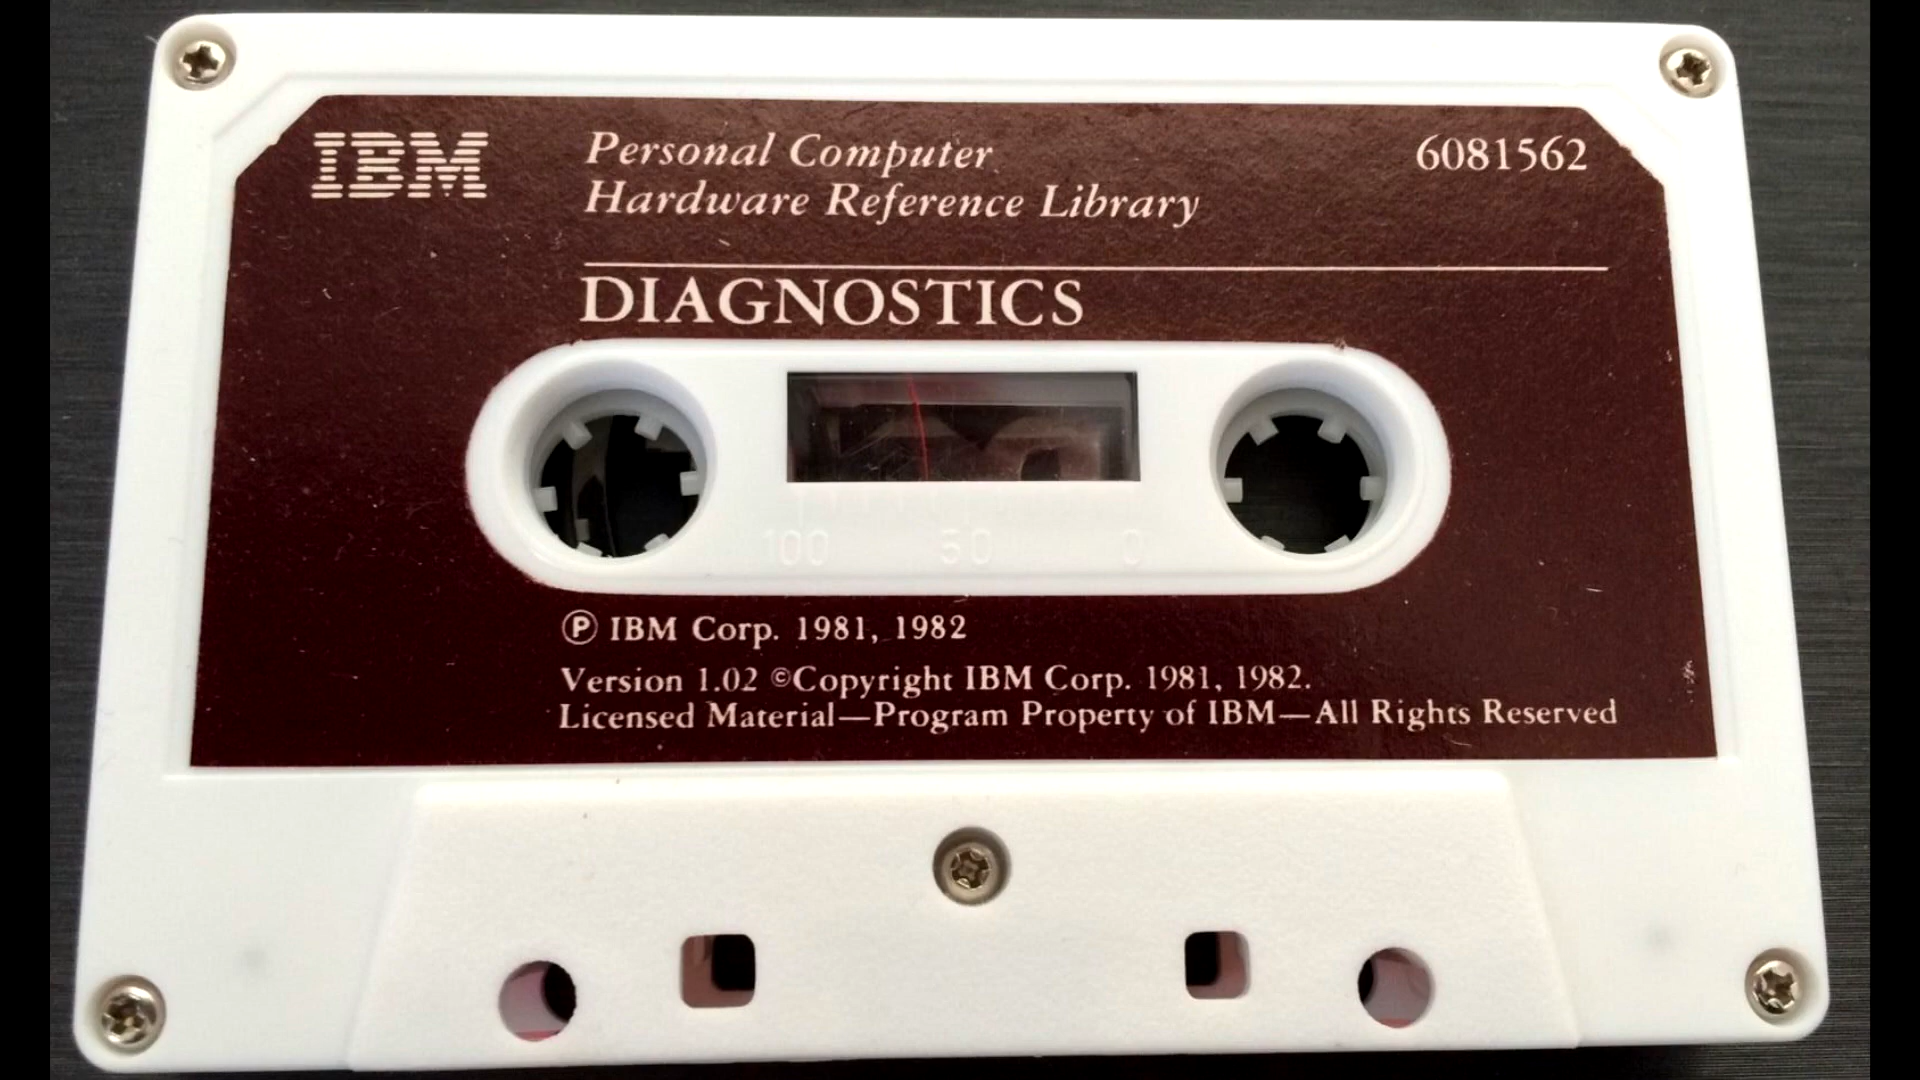 IBM
Personal Computer
Hardware Reference Library
6081562
DIAGNOSTICS
100 50 0
Ⓟ IBM Corp. 1981, 1982
Version 1.02 ©Copyright IBM Corp. 1981, 1982.
Licensed Material—Program Property of IBM—All Rights Reserved